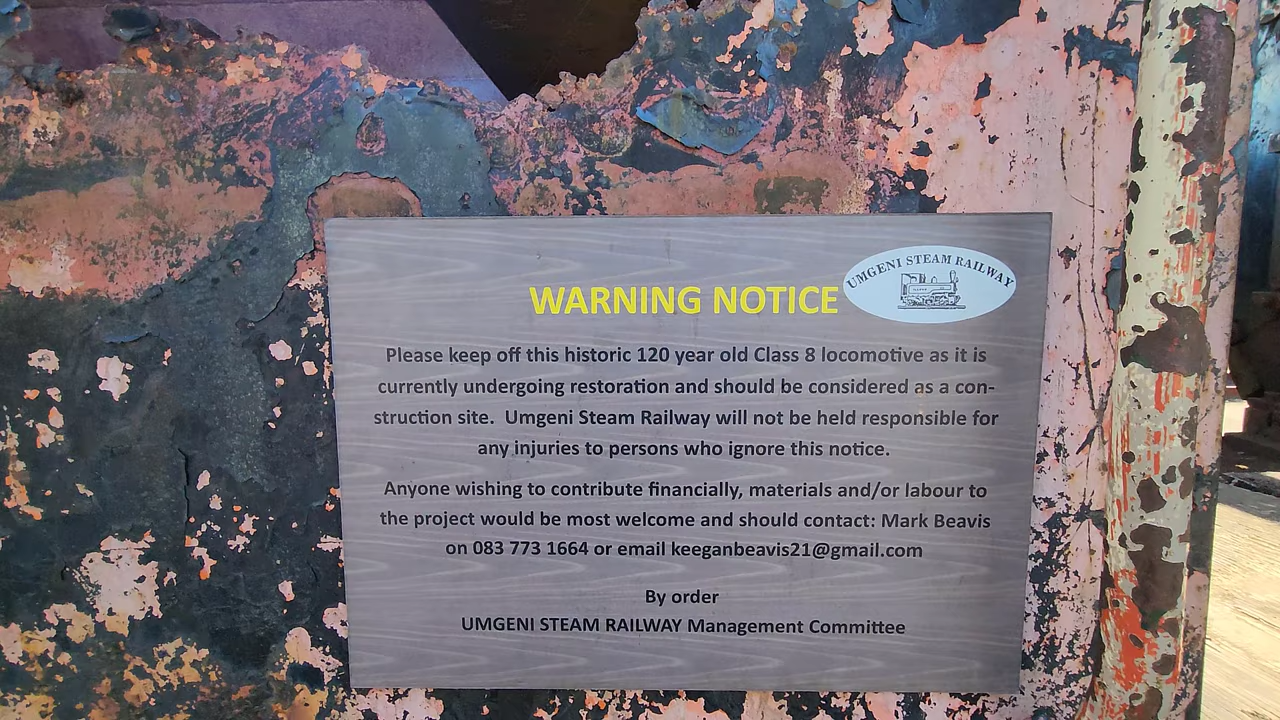 UMGENI STEAM RAILWAY
WARNING NOTICE
Please keep off this historic 120 year old Class 8 locomotive as it is
currently undergoing restoration and should be considered as a con-
struction site.  Umgeni Steam Railway will not be held responsible for
any injuries to persons who ignore this notice.
Anyone wishing to contribute financially, materials and/or labour to
the project would be most welcome and should contact: Mark Beavis
on 083 773 1664 or email keeganbeavis21@gmail.com
By order
UMGENI STEAM RAILWAY Management Committee